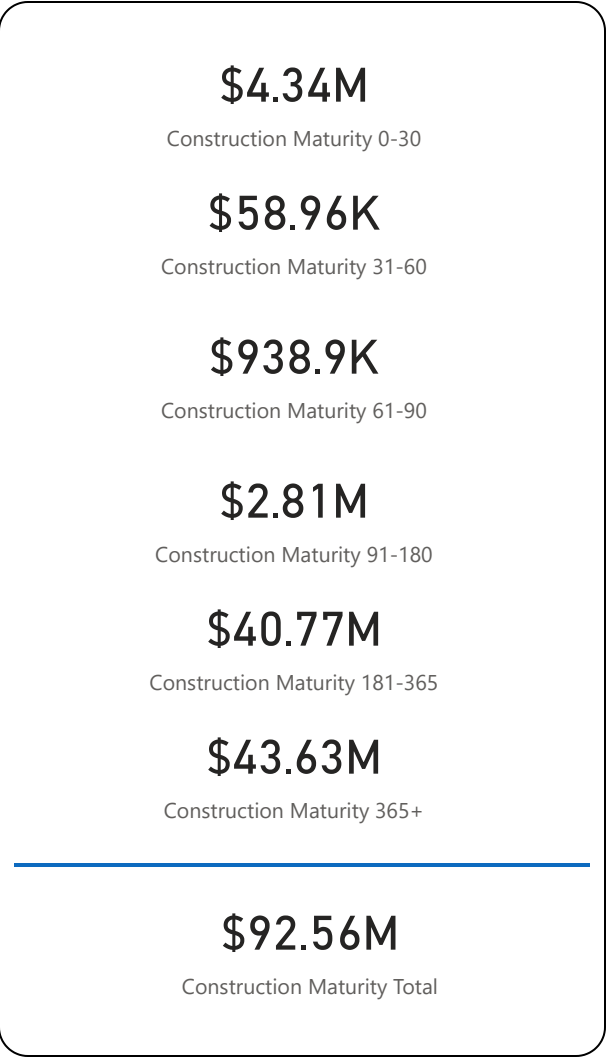 $4.34M
Construction Maturity 0-30
$58.96K
Construction Maturity 31-60
$938.9K
Construction Maturity 61-90
$2.81M
Construction Maturity 91-180
$40.77M
Construction Maturity 181-365
$43.63M
Construction Maturity 365+
$92.56M
Construction Maturity Total